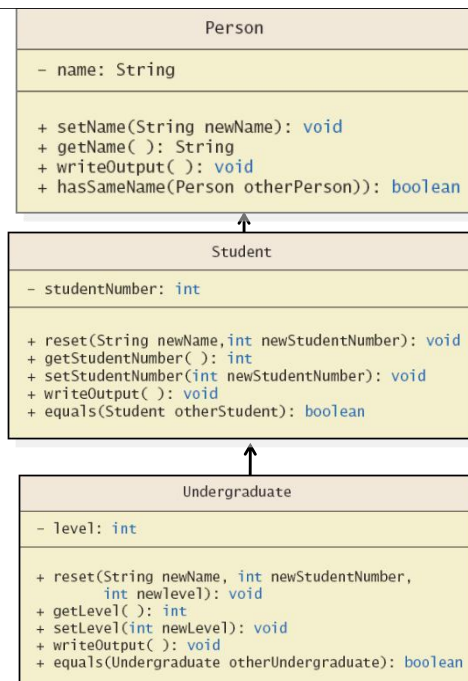 Person
- name: String
+ setName(String newName): void
+ getName( ): String
+ writeOutput( ): void
+ hasSameName(Person otherPerson)): boolean
Student
- studentNumber: int
+ reset(String newName,int newStudentNumber): void
+ getStudentNumber( ): int
+ setStudentNumber(int newStudentNumber): void
+ writeOutput( ): void
+ equals(Student otherStudent): boolean
Undergraduate
- level: int
+ reset(String newName, int newStudentNumber,
int newlevel): void
+ getLevel( ): int
+ setLevel(int newLevel): void
+ writeOutput( ): void
+ equals(Undergraduate otherUndergraduate): boolean